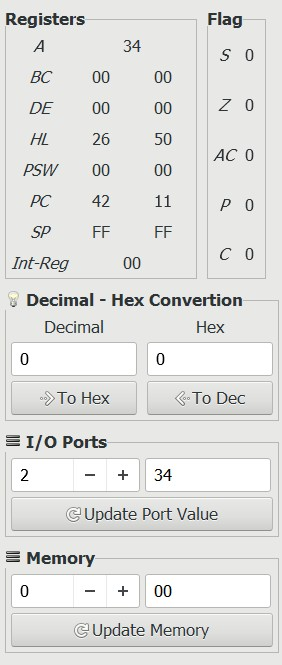 Registers
A 34
BC 00 00
DE 00 00
HL 26 50
PSW 00 00
PC 42 11
SP FF FF
Int-Reg 00
Flag
S 0
Z 0
AC 0
P 0
C 0
Decimal - Hex Convertion
Decimal Hex
0 0
To Hex To Dec
I/O Ports
2 − + 34
Update Port Value
Memory
0 − + 00
Update Memory